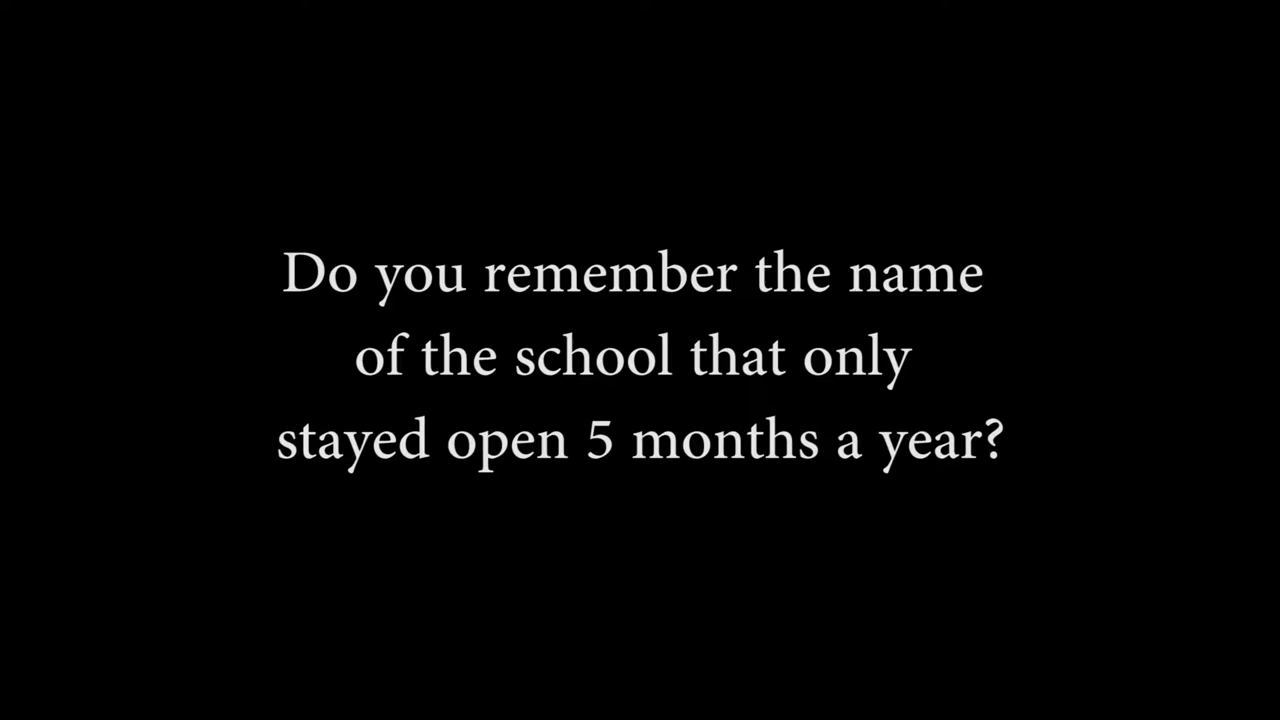 Do you remember the name
of the school that only
stayed open 5 months a year?